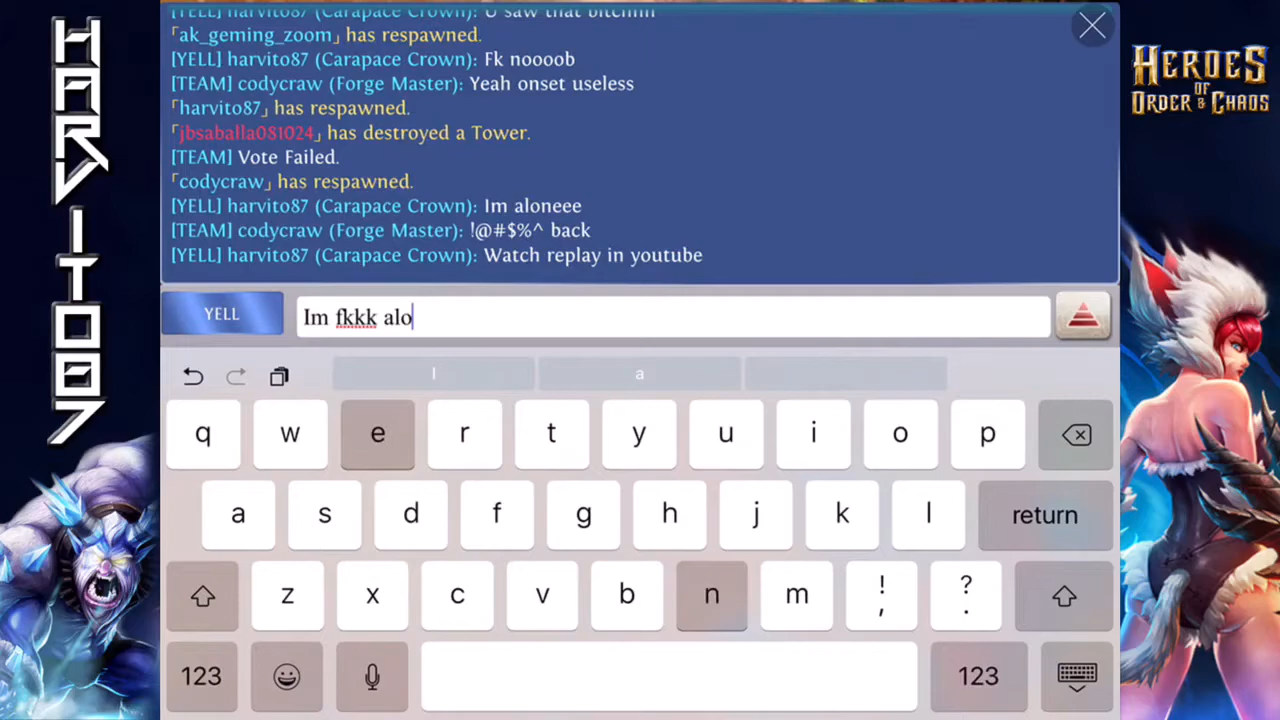 HARVITO87
[YELL] harvito87 (Carapace Crown): U saw that bitchhh
「ak_geming_zoom」 has respawned.
[YELL] harvito87 (Carapace Crown): Fk noooob
[TEAM] codycraw (Forge Master): Yeah onset useless
「harvito87」 has respawned.
「jbsaballa081024」 has destroyed a Tower.
[TEAM] Vote Failed.
「codycraw」 has respawned.
[YELL] harvito87 (Carapace Crown): Im aloneee
[TEAM] codycraw (Forge Master): !@#$%^ back
[YELL] harvito87 (Carapace Crown): Watch replay in youtube
YELL
Im fkkk alo
l a
q w e r t y u i o p
a s d f g h j k l return
z x c v b n m ! , ? .
123 123
HEROES
OF
ORDER & CHAOS